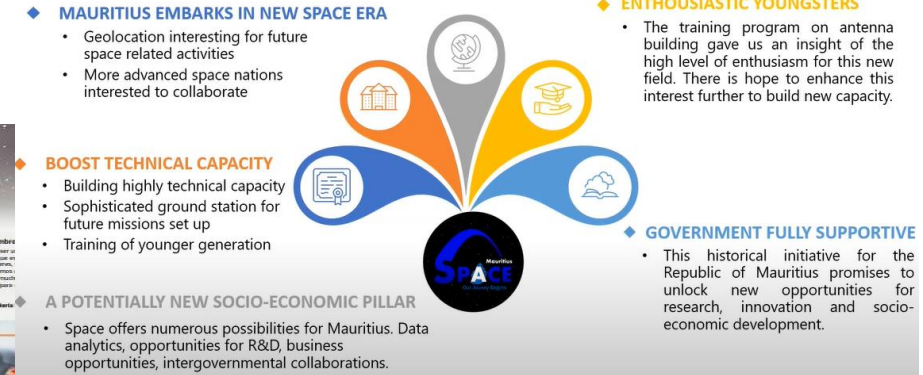 MAURITIUS EMBARKS IN NEW SPACE ERA
• Geolocation interesting for future
space related activities
• More advanced space nations
interested to collaborate
BOOST TECHNICAL CAPACITY
• Building highly technical capacity
• Sophisticated ground station for
future missions set up
• Training of younger generation
A POTENTIALLY NEW SOCIO-ECONOMIC PILLAR
• Space offers numerous possibilities for Mauritius. Data
analytics, opportunities for R&D, business
opportunities, intergovernmental collaborations.
Mauritius
SPACE
Our Journey Begins
ENTHOUSIASTIC YOUNGSTERS
• The training program on antenna
building gave us an insight of the
high level of enthusiasm for this new
field. There is hope to enhance this
interest further to build new capacity.
GOVERNMENT FULLY SUPPORTIVE
• This historical initiative for the
Republic of Mauritius promises to
unlock new opportunities for
research, innovation and socio-
economic development.